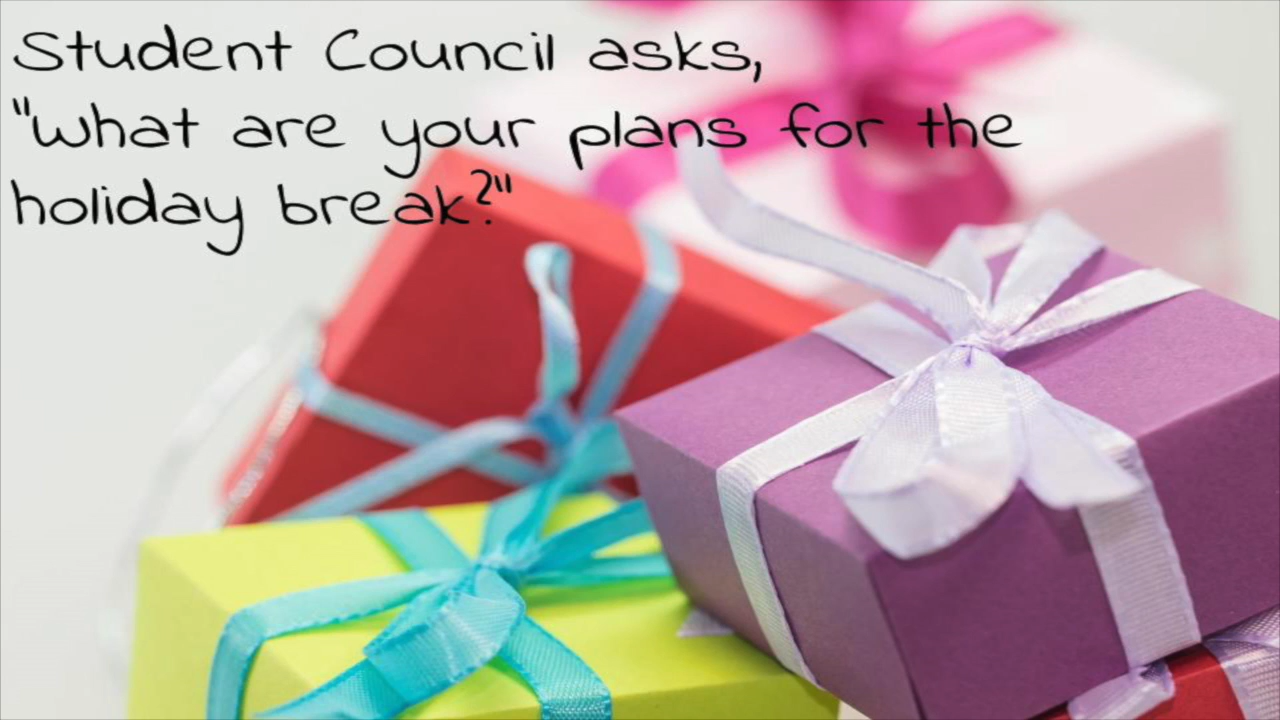 Student Council asks,
"What are your plans for the
holiday break?"